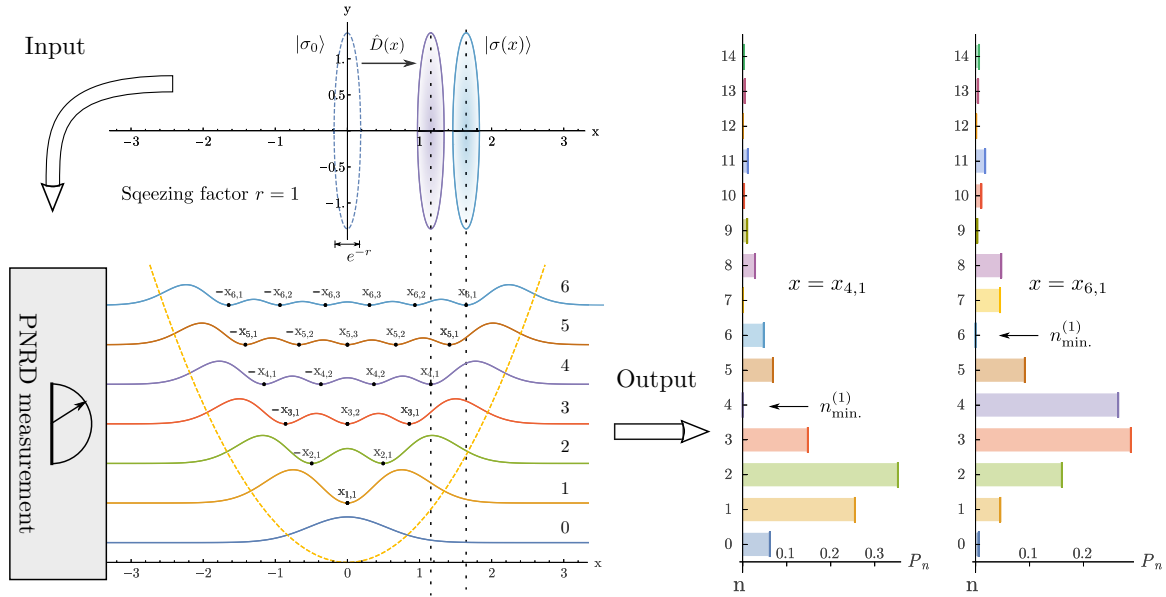 Input
y
|σ₀⟩
D̂(x)
|σ(x)⟩
1.
0.5
-3 -2 -1 0 1 2 3 x
−0.5
−1.
Sqeezing factor r = 1
e^{−r}
PNRD measurement
−x₆,₁ −x₆,₂ −x₆,₃ x₆,₃ x₆,₂ x₆,₁ 6
−x₅,₁ −x₅,₂ x₅,₃ x₅,₂ x₅,₁ 5
−x₄,₁ −x₄,₂ x₄,₂ x₄,₁ 4
−x₃,₁ x₃,₂ x₃,₁ 3
−x₂,₁ x₂,₁ 2
x₁,₁ 1
0
-3 -2 -1 0 1 2 3 x
Output
14
13
12
11
10
9
8
7
6
5
4
3
2
1
0
x = x₄,₁
n_{min.}^{(1)}
0.1 0.2 0.3 Pₙ
n
14
13
12
11
10
9
8
7
6
5
4
3
2
1
0
x = x₆,₁
n_{min.}^{(1)}
0.1 0.2 Pₙ
n